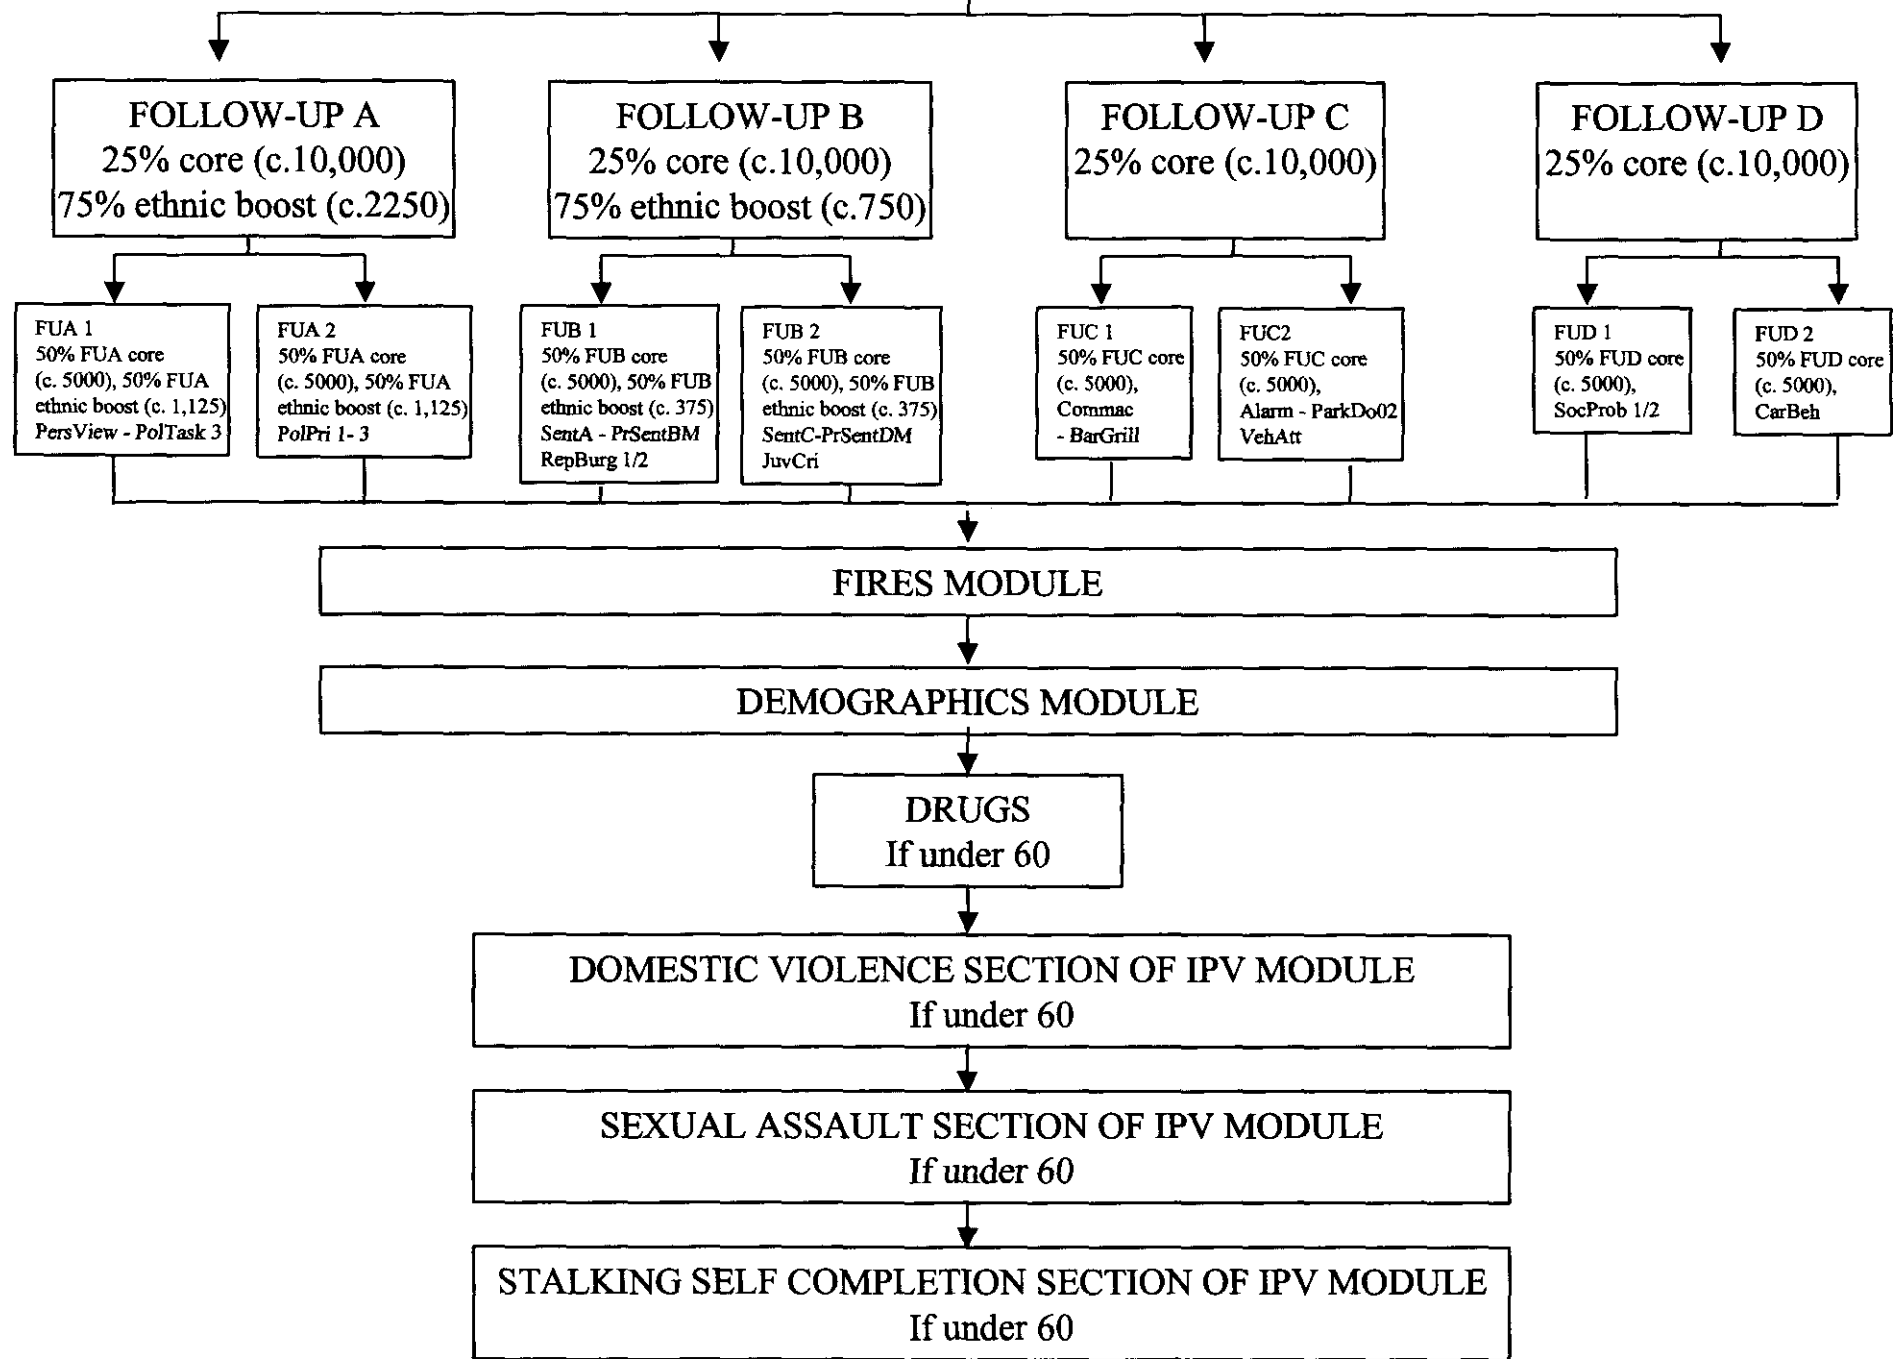 FOLLOW-UP A
25% core (c.10,000)
75% ethnic boost (c.2250)
FOLLOW-UP B
25% core (c.10,000)
75% ethnic boost (c.750)
FOLLOW-UP C
25% core (c.10,000)
FOLLOW-UP D
25% core (c.10,000)
FUA 1
50% FUA core
(c. 5000), 50% FUA
ethnic boost (c. 1,125)
PersView - PolTask 3
FUA 2
50% FUA core
(c. 5000), 50% FUA
ethnic boost (c. 1,125)
PolPri 1- 3
FUB 1
50% FUB core
(c. 5000), 50% FUB
ethnic boost (c. 375)
SentA - PrSentBM
RepBurg 1/2
FUB 2
50% FUB core
(c. 5000), 50% FUB
ethnic boost (c. 375)
SentC-PrSentDM
JuvCri
FUC 1
50% FUC core
(c. 5000),
Commac
- BarGrill
FUC2
50% FUC core
(c. 5000),
Alarm - ParkDo02
VehAtt
FUD 1
50% FUD core
(c. 5000),
SocProb 1/2
FUD 2
50% FUD core
(c. 5000),
CarBeh
FIRES MODULE
DEMOGRAPHICS MODULE
DRUGS
If under 60
DOMESTIC VIOLENCE SECTION OF IPV MODULE
If under 60
SEXUAL ASSAULT SECTION OF IPV MODULE
If under 60
STALKING SELF COMPLETION SECTION OF IPV MODULE
If under 60